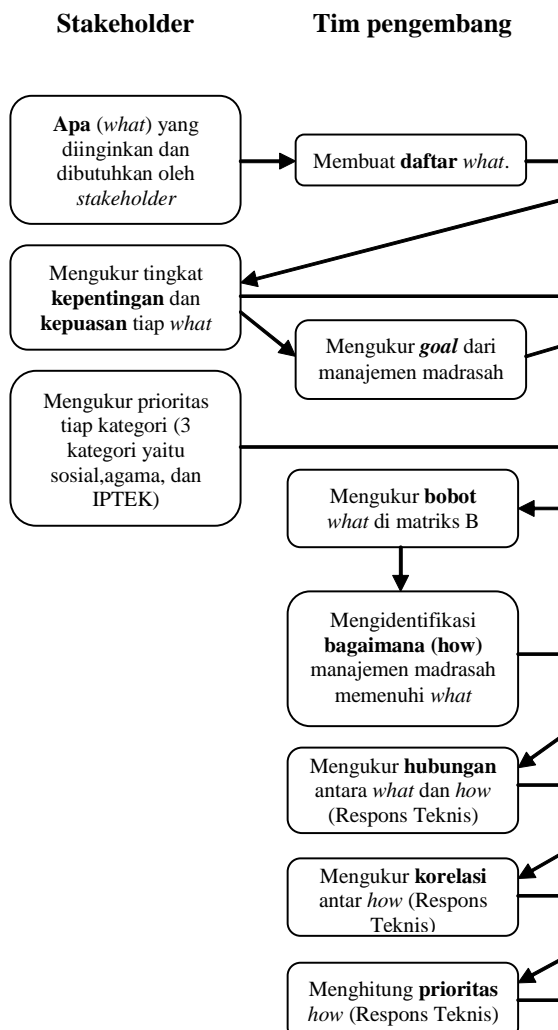 Stakeholder
Tim pengembang
Apa (what) yang
diinginkan dan
dibutuhkan oleh
stakeholder
Membuat daftar what.
Mengukur tingkat
kepentingan dan
kepuasan tiap what
Mengukur goal dari
manajemen madrasah
Mengukur prioritas
tiap kategori (3
kategori yaitu
sosial,agama, dan
IPTEK)
Mengukur bobot
what di matriks B
Mengidentifikasi
bagaimana (how)
manajemen madrasah
memenuhi what
Mengukur hubungan
antara what dan how
(Respons Teknis)
Mengukur korelasi
antar how (Respons
Teknis)
Menghitung prioritas
how (Respons Teknis)